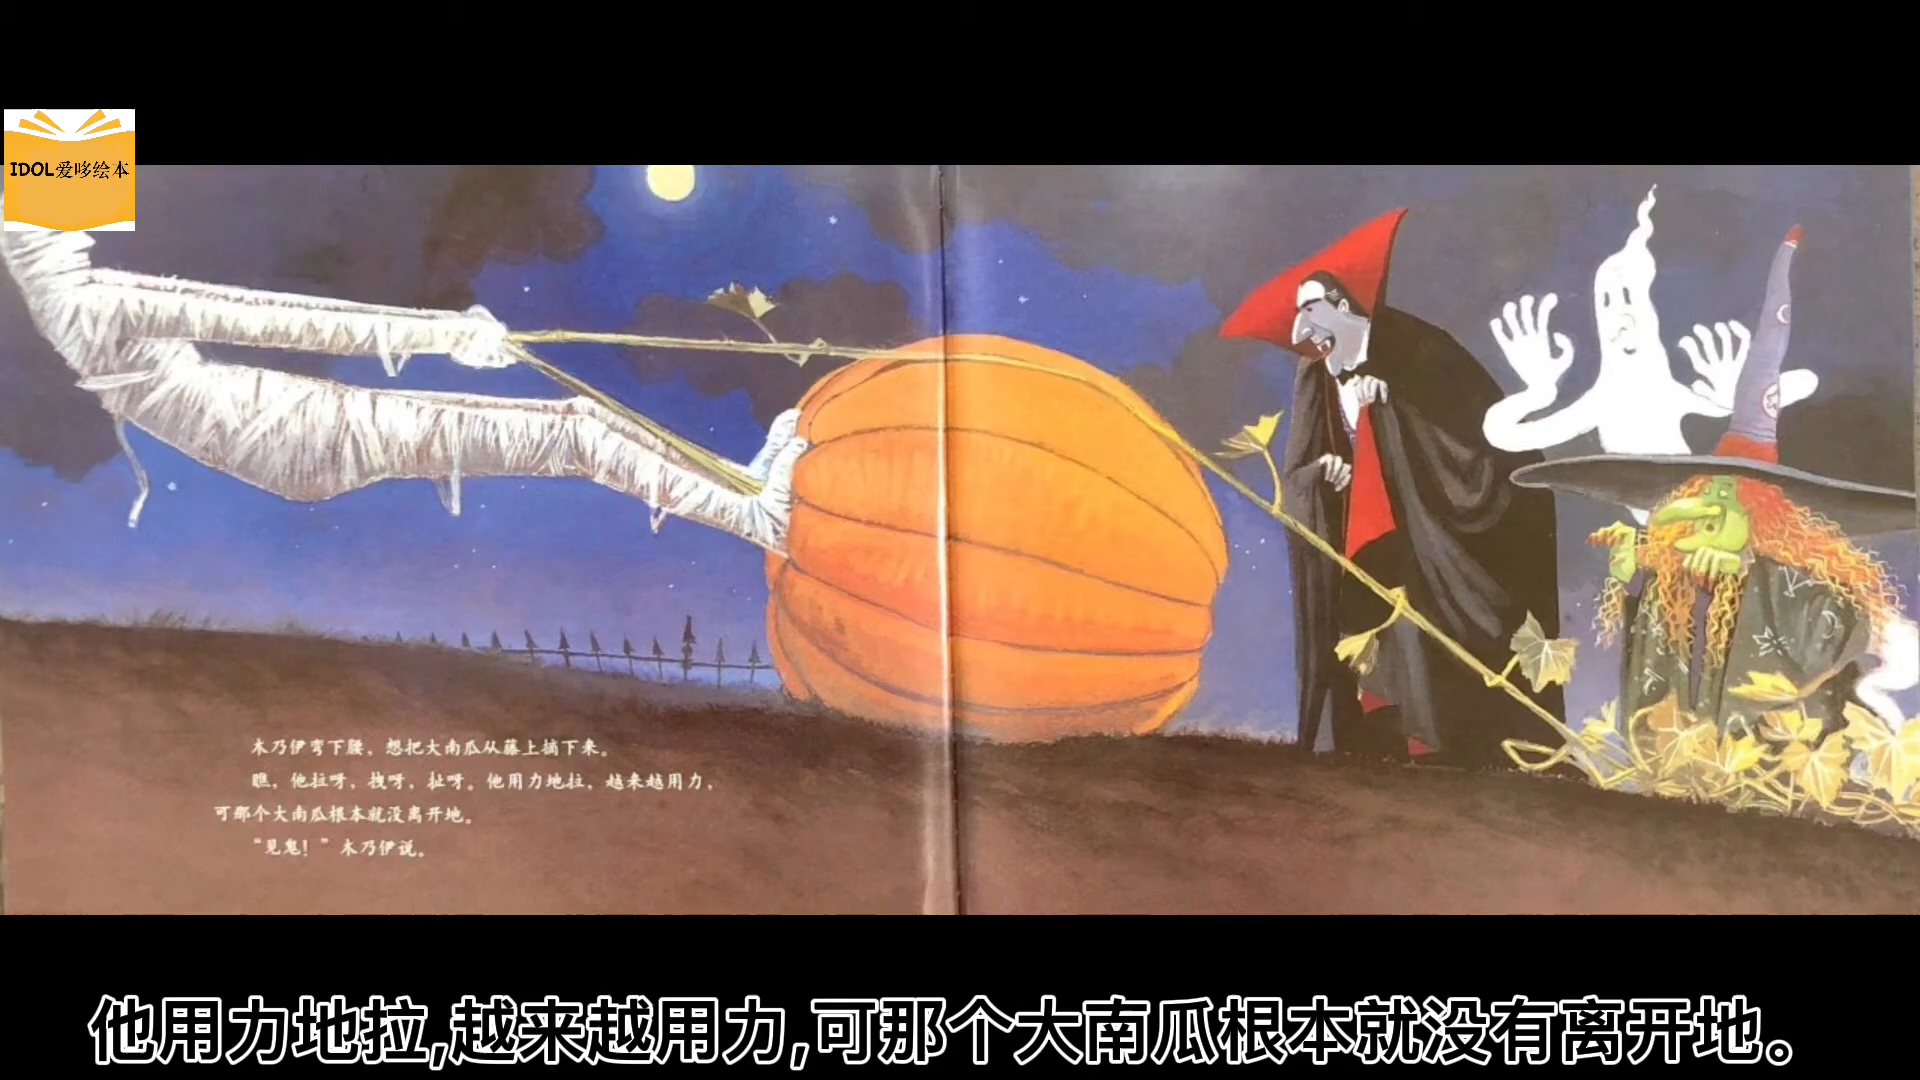 IDOL爱哆绘本
木乃伊弯下腰，想把大南瓜从藤上摘下来。
瞧，他拉呀，拽呀，扯呀。他用力地拉，越来越用力，
可那个大南瓜根本就没离开地。
“见鬼！”木乃伊说。
他用力地拉,越来越用力,可那个大南瓜根本就没有离开地。